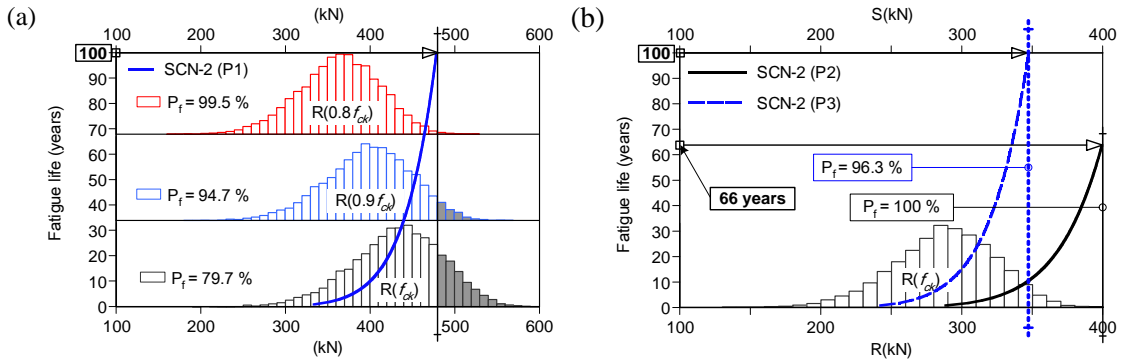 (a)
(kN)
100 200 300 400 500 600
100
90
80
70
60
50
40
30
20
10
0
Fatigue life (years)
SCN-2 (P1)
P_f = 99.5 %
R(0.8f_ck)
P_f = 94.7 %
R(0.9f_ck)
P_f = 79.7 %
R(f_ck)
100 200 300 400 500 600
(kN)
(b)
S(kN)
100 200 300 400
100
90
80
70
60
50
40
30
20
10
0
Fatigue life (years)
SCN-2 (P2)
SCN-2 (P3)
P_f = 96.3 %
66 years
P_f = 100 %
R(f_ck)
100 200 300 400
R(kN)